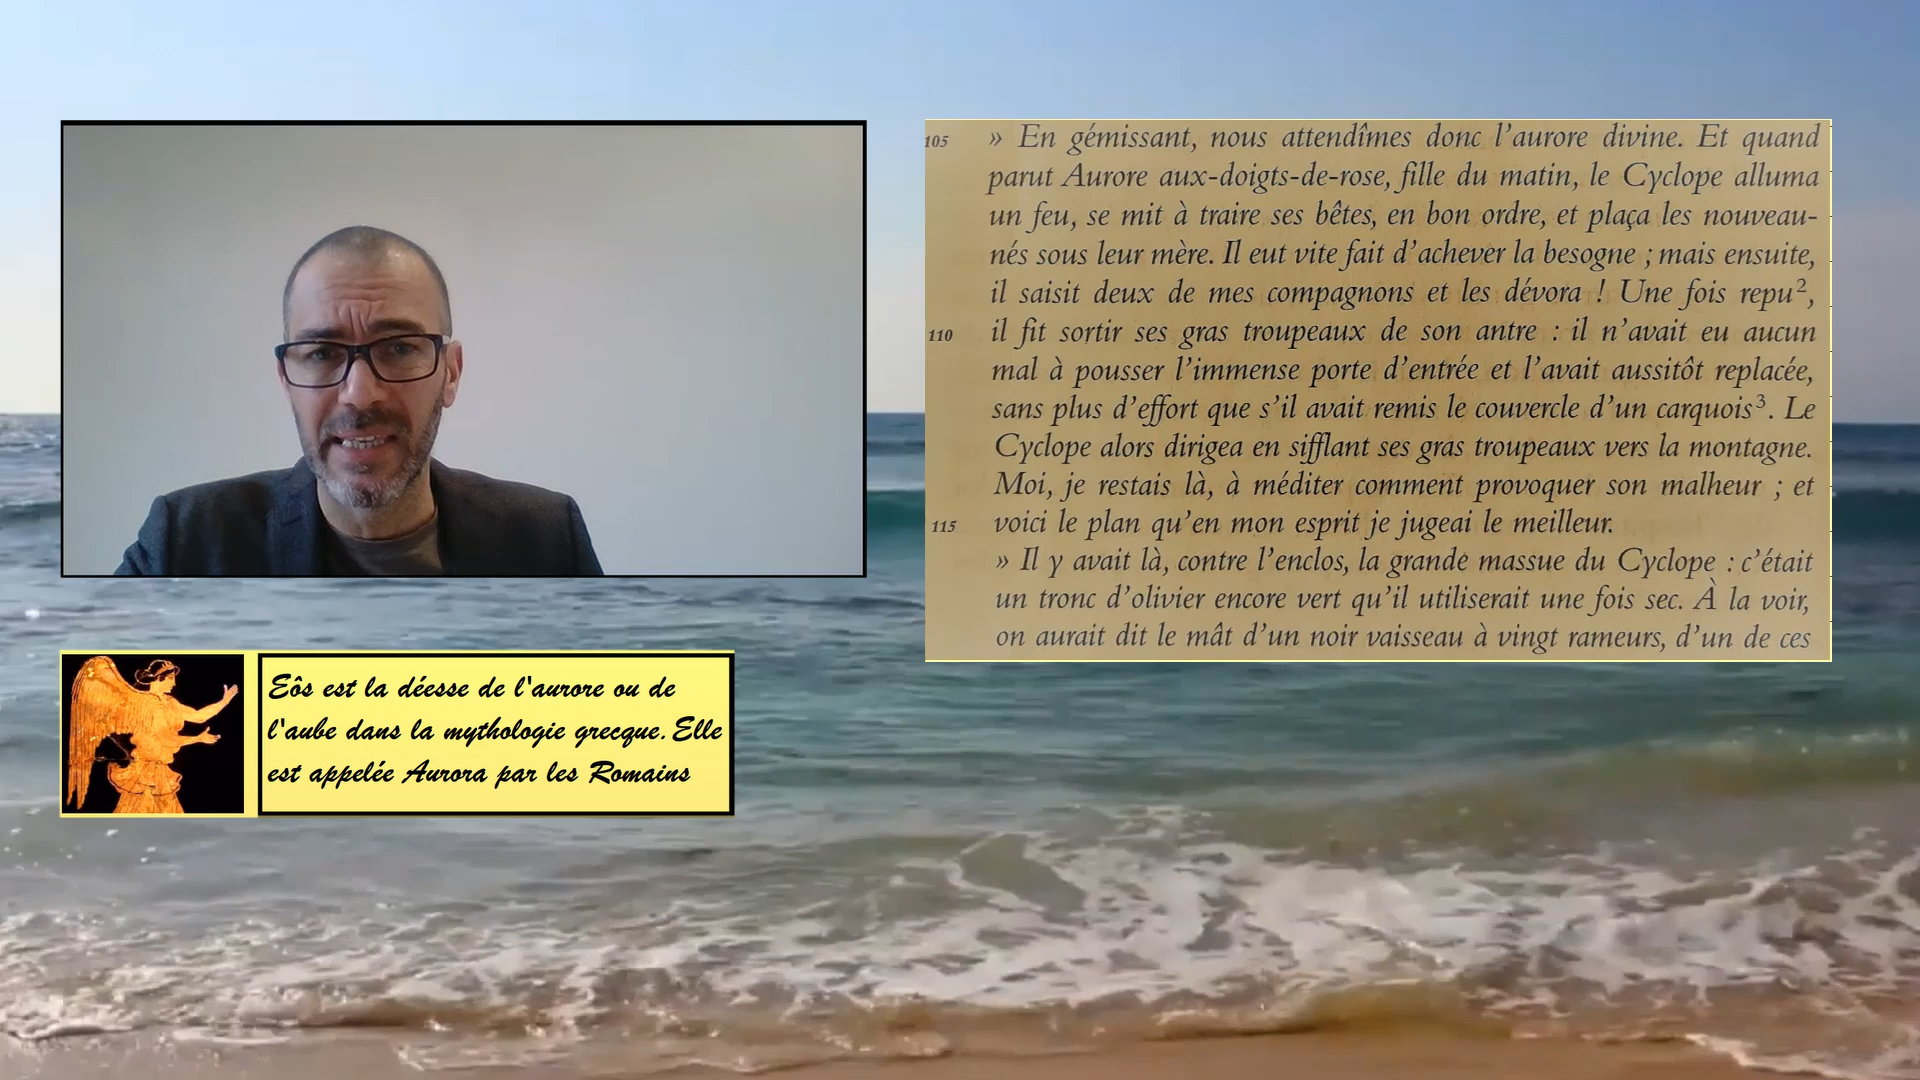 105 » En gémissant, nous attendîmes donc l'aurore divine. Et quand
parut Aurore aux-doigts-de-rose, fille du matin, le Cyclope alluma
un feu, se mit à traire ses bêtes, en bon ordre, et plaça les nouveau-
nés sous leur mère. Il eut vite fait d'achever la besogne ; mais ensuite,
il saisit deux de mes compagnons et les dévora ! Une fois repu²,
110 il fit sortir ses gras troupeaux de son antre : il n'avait eu aucun
mal à pousser l'immense porte d'entrée et l'avait aussitôt replacée,
sans plus d'effort que s'il avait remis le couvercle d'un carquois³. Le
Cyclope alors dirigea en sifflant ses gras troupeaux vers la montagne.
Moi, je restais là, à méditer comment provoquer son malheur ; et
115 voici le plan qu'en mon esprit je jugeai le meilleur.
» Il y avait là, contre l'enclos, la grande massue du Cyclope : c'était
un tronc d'olivier encore vert qu'il utiliserait une fois sec. À la voir,
on aurait dit le mât d'un noir vaisseau à vingt rameurs, d'un de ces
Eôs est la déesse de l'aurore ou de
l'aube dans la mythologie grecque. Elle
est appelée Aurora par les Romains